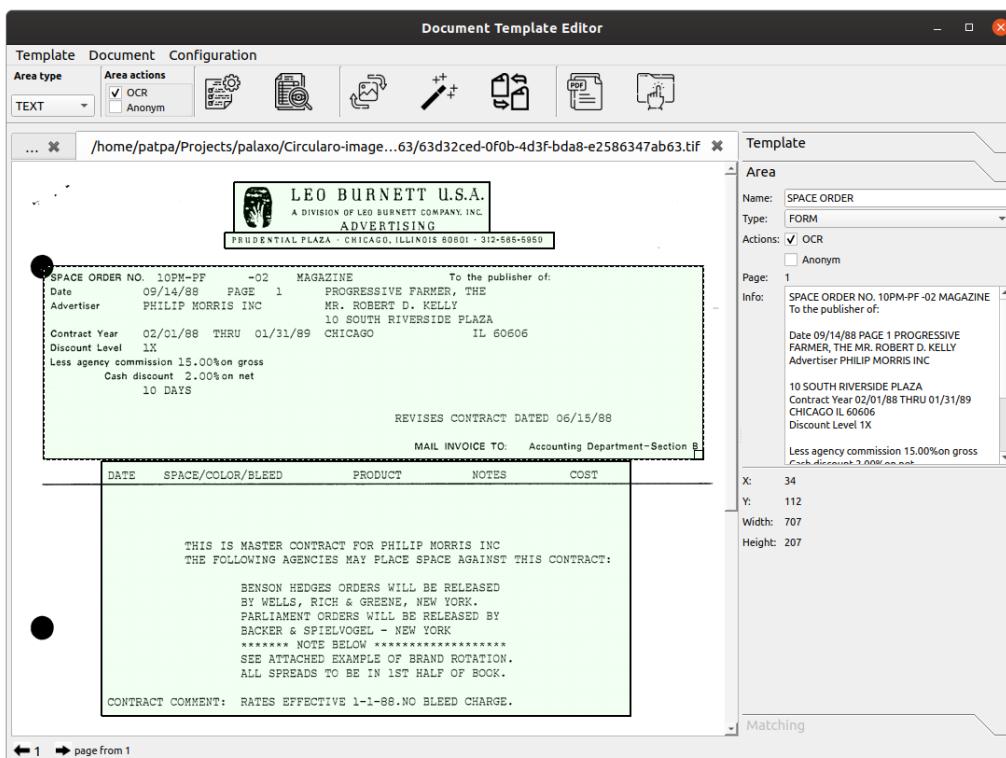 Document Template Editor
Template Document Configuration
Area type
TEXT
Area actions
OCR
Anonym
PDF
... /home/patpa/Projects/palaxo/Circularo-image...63/63d32ced-0f0b-4d3f-bda8-e2586347ab63.tif
LEO BURNETT U.S.A.
A DIVISION OF LEO BURNETT COMPANY, INC.
ADVERTISING
PRUDENTIAL PLAZA · CHICAGO, ILLINOIS 60601 · 312-565-5959
SPACE ORDER NO. 10PM-PF -02 MAGAZINE To the publisher of:
Date 09/14/88 PAGE 1 PROGRESSIVE FARMER, THE
Advertiser PHILIP MORRIS INC MR. ROBERT D. KELLY
10 SOUTH RIVERSIDE PLAZA
Contract Year 02/01/88 THRU 01/31/89 CHICAGO IL 60606
Discount Level 1X
Less agency commission 15.00%on gross
Cash discount 2.00%on net
10 DAYS
REVISES CONTRACT DATED 06/15/88
MAIL INVOICE TO: Accounting Department-Section B
DATE SPACE/COLOR/BLEED PRODUCT NOTES COST
THIS IS MASTER CONTRACT FOR PHILIP MORRIS INC
THE FOLLOWING AGENCIES MAY PLACE SPACE AGAINST THIS CONTRACT:
BENSON HEDGES ORDERS WILL BE RELEASED
BY WELLS, RICH & GREENE, NEW YORK.
PARLIAMENT ORDERS WILL BE RELEASED BY
BACKER & SPIELVOGEL - NEW YORK
******* NOTE BELOW *******************
SEE ATTACHED EXAMPLE OF BRAND ROTATION.
ALL SPREADS TO BE IN 1ST HALF OF BOOK.
CONTRACT COMMENT: RATES EFFECTIVE 1-1-88.NO BLEED CHARGE.
1 page from 1
Template
Area
Name: SPACE ORDER
Type: FORM
Actions: OCR
Anonym
Page: 1
Info: SPACE ORDER NO. 10PM-PF -02 MAGAZINE
To the publisher of:
Date 09/14/88 PAGE 1 PROGRESSIVE
FARMER, THE MR. ROBERT D. KELLY
Advertiser PHILIP MORRIS INC
10 SOUTH RIVERSIDE PLAZA
Contract Year 02/01/88 THRU 01/31/89
CHICAGO IL 60606
Discount Level 1X
Less agency commission 15.00%on gross
Cash discount 2.00% on net
X: 34
Y: 112
Width: 707
Height: 207
Matching